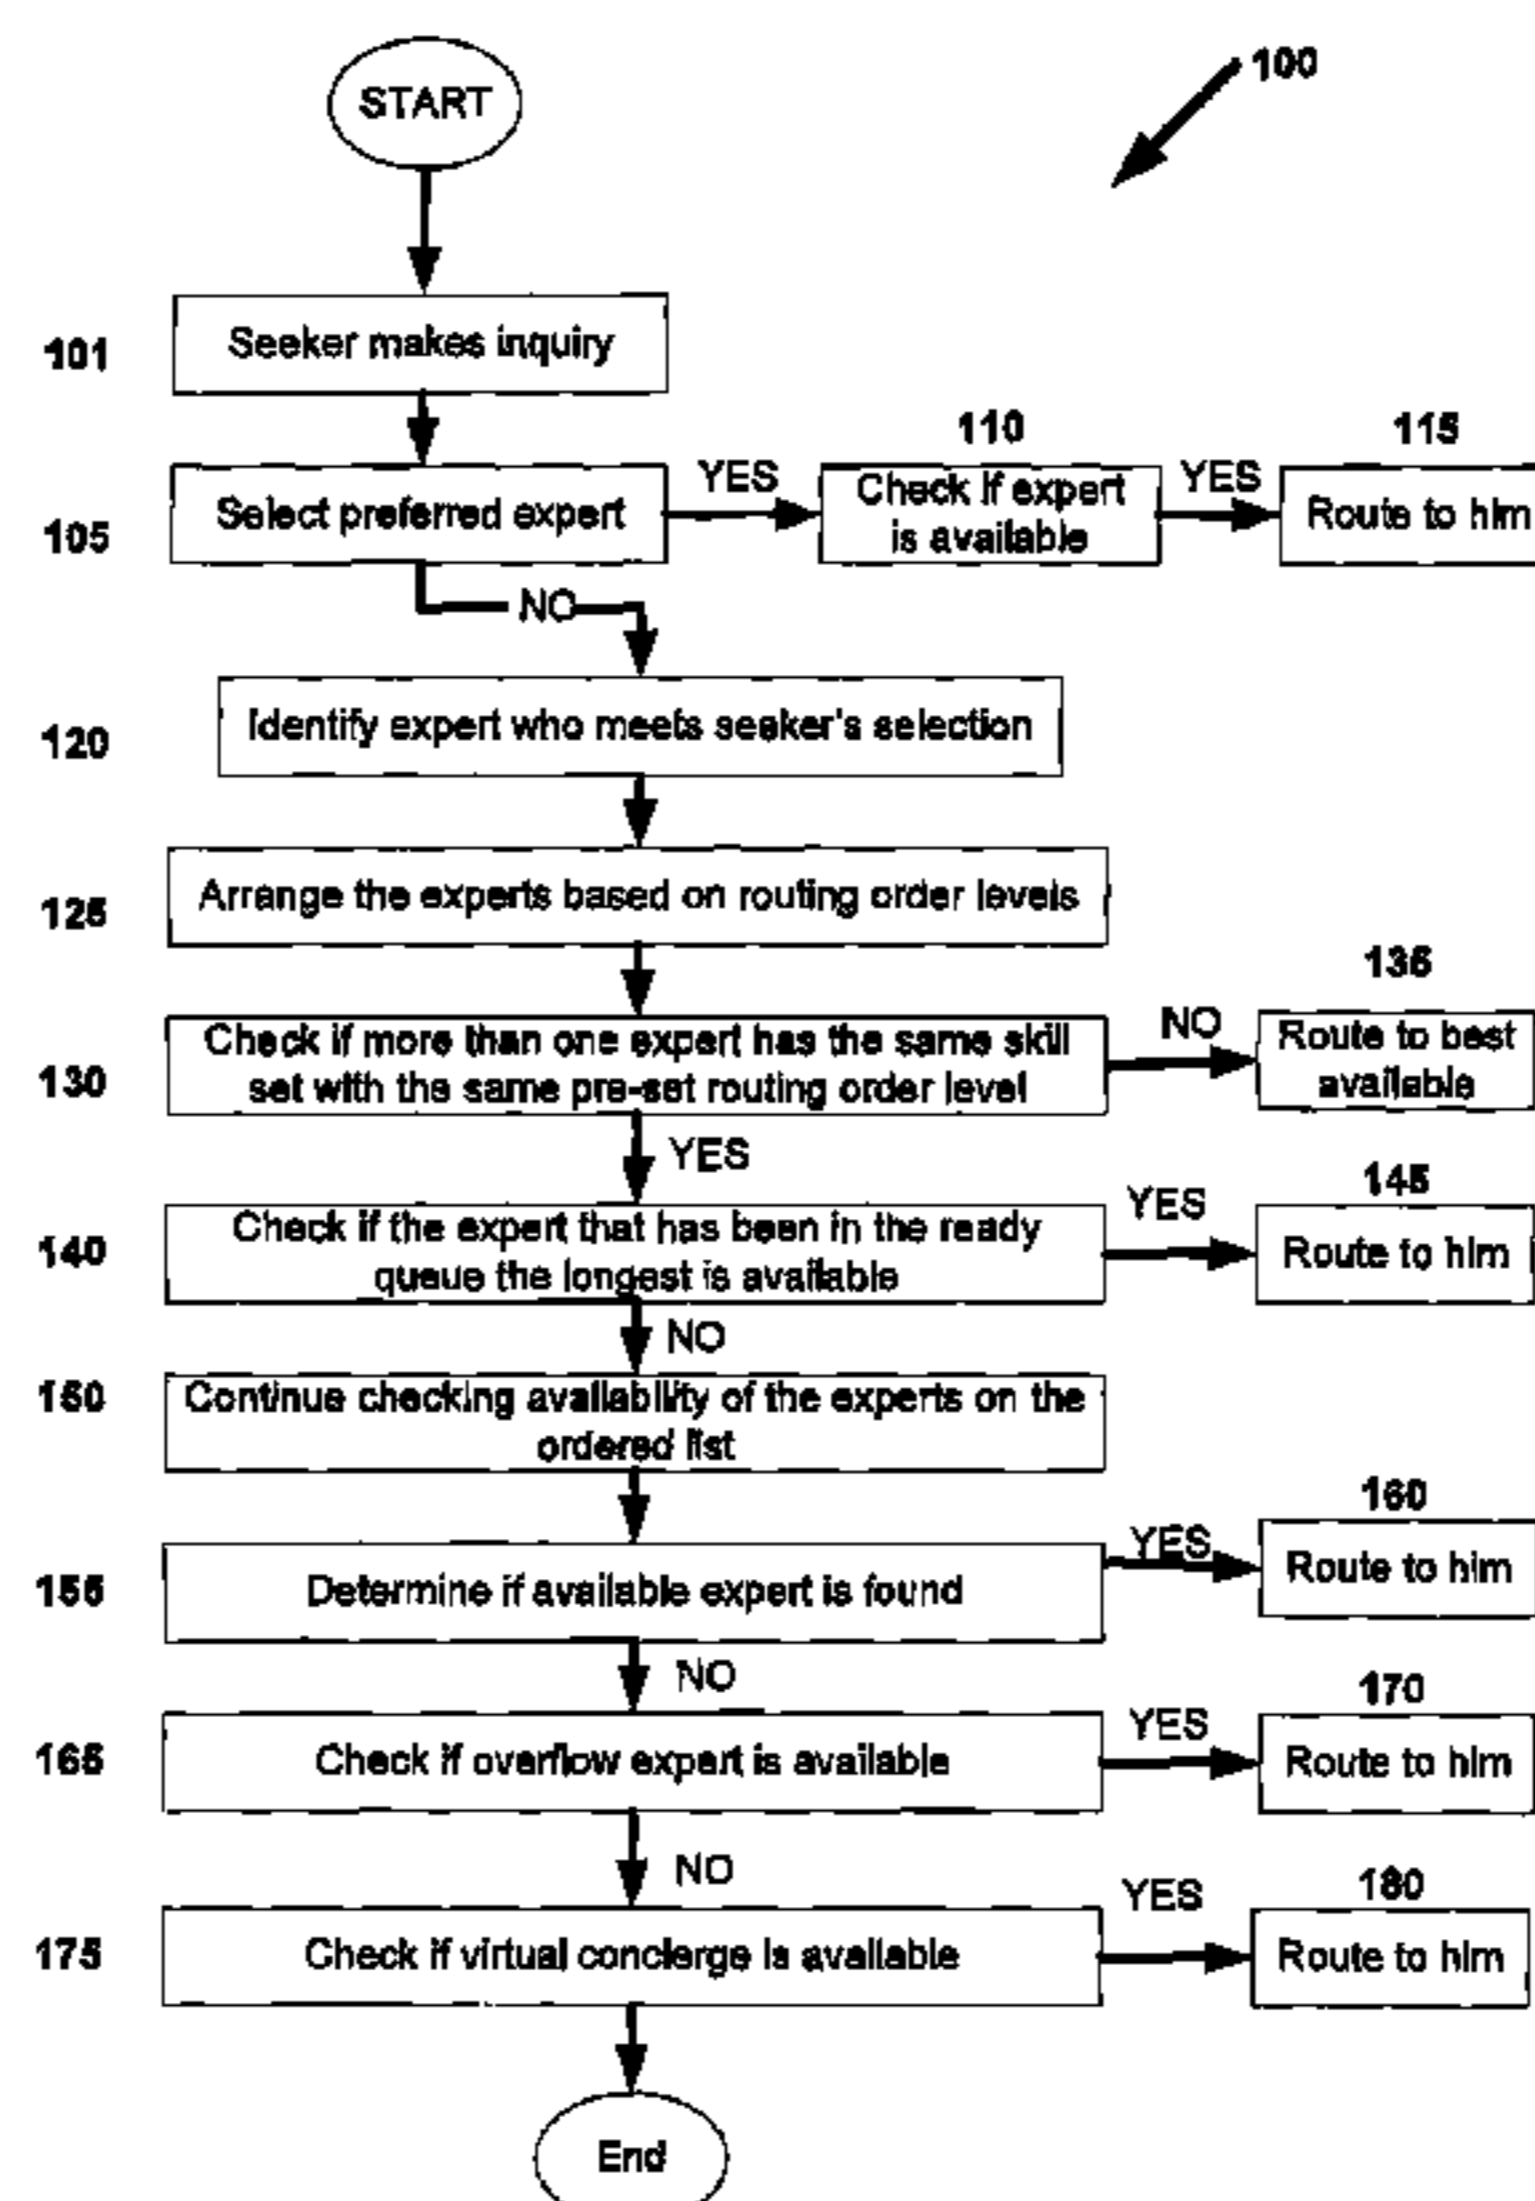 START
100
101
Seeker makes inquiry
110
115
105
Select preferred expert
YES
Check if expert
is available
YES
Route to him
NO
120
Identify expert who meets seeker's selection
125
Arrange the experts based on routing order levels
135
130
Check if more than one expert has the same skill
set with the same pre-set routing order level
NO
Route to best
available
YES
145
140
Check if the expert that has been in the ready
queue the longest is available
YES
Route to him
NO
150
Continue checking availability of the experts on the
ordered list
160
155
Determine if available expert is found
YES
Route to him
NO
170
165
Check if overflow expert is available
YES
Route to him
NO
180
175
Check if virtual concierge is available
YES
Route to him
End